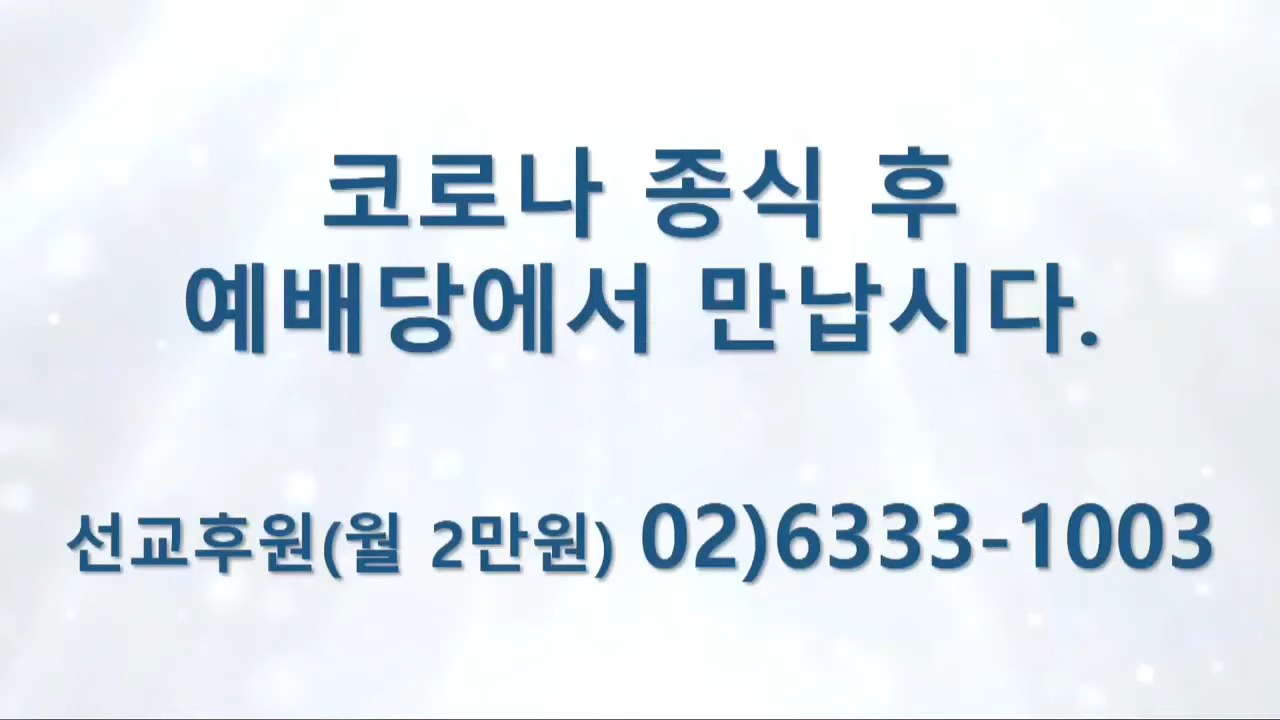 코로나 종식 후
예배당에서 만납시다.
선교후원(월 2만원) 02)6333-1003